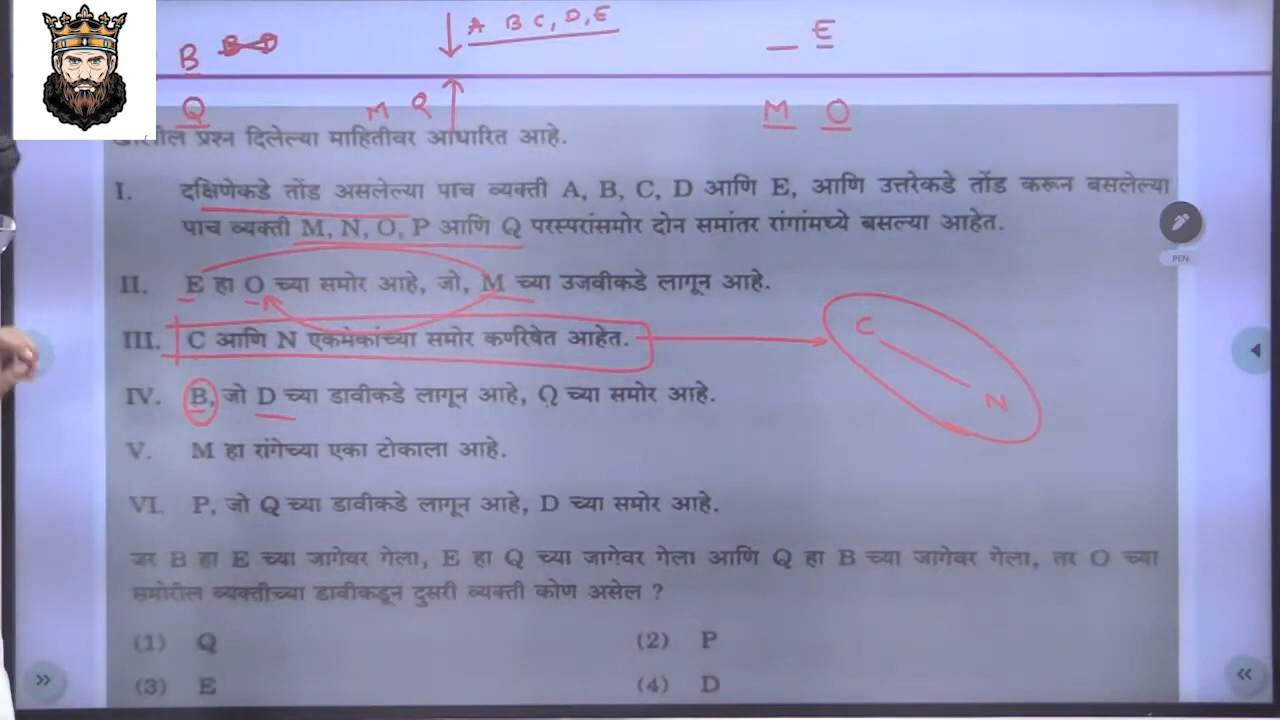 A B C, D, E
E
B B D
Q M Q M O
खालील प्रश्न दिलेल्या माहितीवर आधारित आहे.
I. दक्षिणेकडे तोंड असलेल्या पाच व्यक्ती A, B, C, D आणि E, आणि उत्तरेकडे तोंड करून बसलेल्या
पाच व्यक्ती M, N, O, P आणि Q परस्परांसमोर दोन समांतर रांगांमध्ये बसल्या आहेत.
PEN
II. E हा O च्या समोर आहे, जो, M च्या उजवीकडे लागून आहे.
III. C आणि N एकमेकांच्या समोर कर्णरेषेत आहेत.
C
N
IV. B, जो D च्या डावीकडे लागून आहे, Q च्या समोर आहे.
V. M हा रांगेच्या एका टोकाला आहे.
VI. P, जो Q च्या डावीकडे लागून आहे, D च्या समोर आहे.
जर B हा E च्या जागेवर गेला, E हा Q च्या जागेवर गेला आणि Q हा B च्या जागेवर गेला, तर O च्या
समोरील व्यक्तीच्या डावीकडून दुसरी व्यक्ती कोण असेल ?
(1) Q (2) P
(3) E (4) D